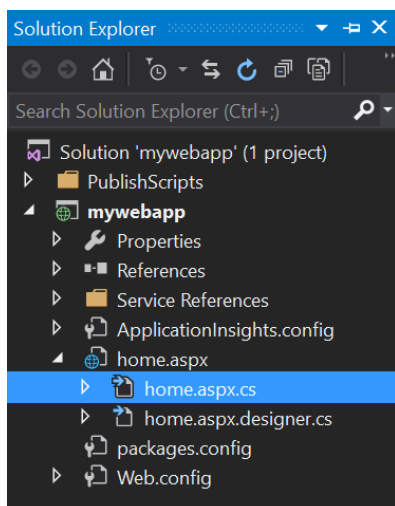 Solution Explorer
Search Solution Explorer (Ctrl+;)
Solution 'mywebapp' (1 project)
PublishScripts
mywebapp
Properties
References
Service References
ApplicationInsights.config
home.aspx
home.aspx.cs
home.aspx.designer.cs
packages.config
Web.config